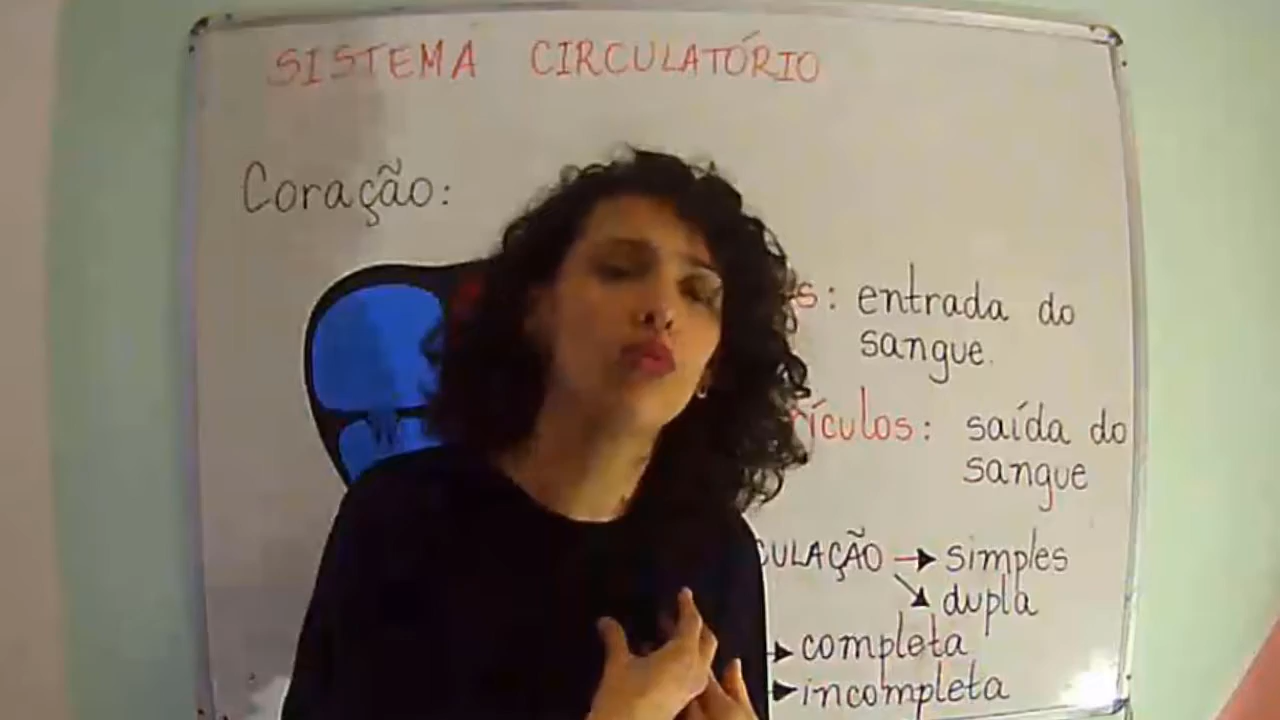 SISTEMA CIRCULATÓRIO
Coração:
s: entrada do
sangue.
rículos: saída do
sangue
CULAÇÃO → simples
dupla
completa
incompleta